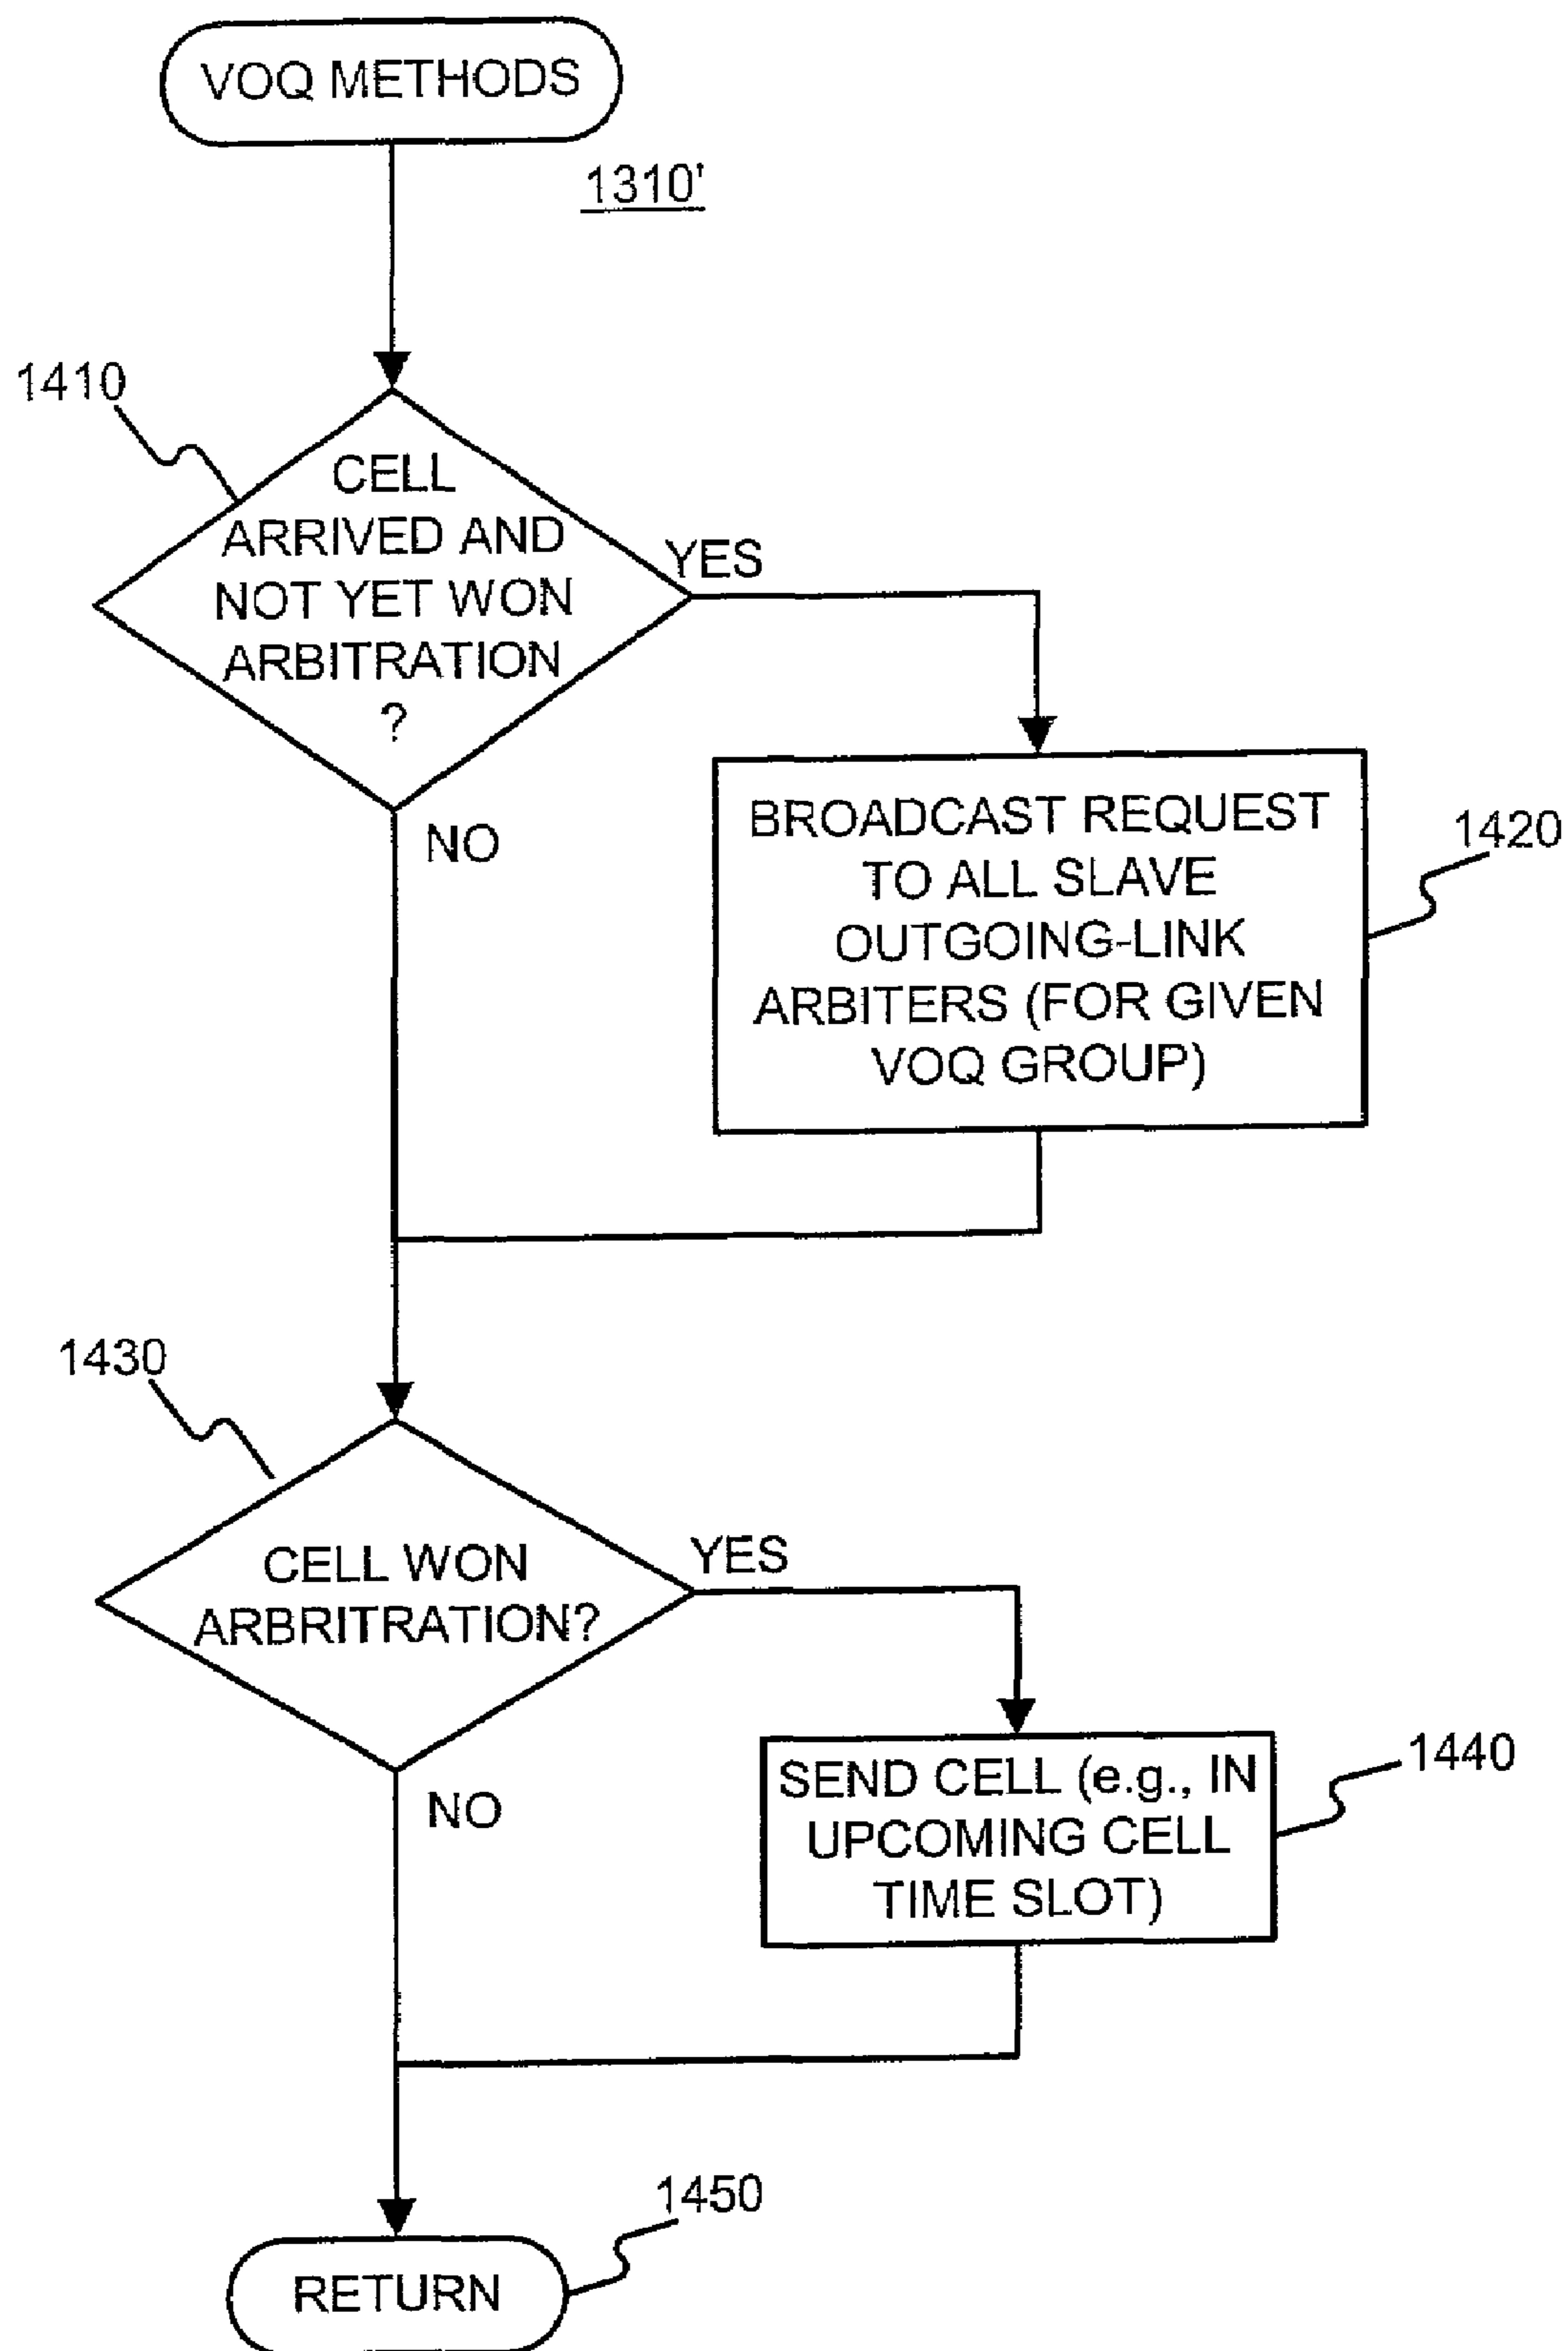 VOQ METHODS
1310'
1410
CELL
ARRIVED AND
NOT YET WON
ARBITRATION
?
YES
NO
BROADCAST REQUEST
TO ALL SLAVE
OUTGOING-LINK
ARBITERS (FOR GIVEN
VOQ GROUP)
1420
1430
CELL WON
ARBRITRATION?
YES
NO
SEND CELL (e.g., IN
UPCOMING CELL
TIME SLOT)
1440
1450
RETURN